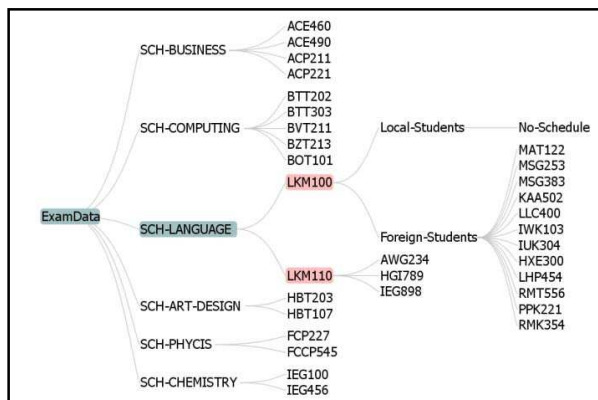 ExamData
SCH-BUSINESS
ACE460
ACE490
ACP211
ACP221
SCH-COMPUTING
BTT202
BTT303
BVT211
BZT213
BOT101
SCH-LANGUAGE
LKM100
Local-Students
No-Schedule
Foreign-Students
MAT122
MSG253
MSG383
KAA502
LLC400
IWK103
IUK304
HXE300
LHP454
RMT556
PPK221
RMK354
LKM110
AWG234
HGI789
IEG898
SCH-ART-DESIGN
HBT203
HBT107
SCH-PHYCIS
FCP227
FCCP545
SCH-CHEMISTRY
IEG100
IEG456